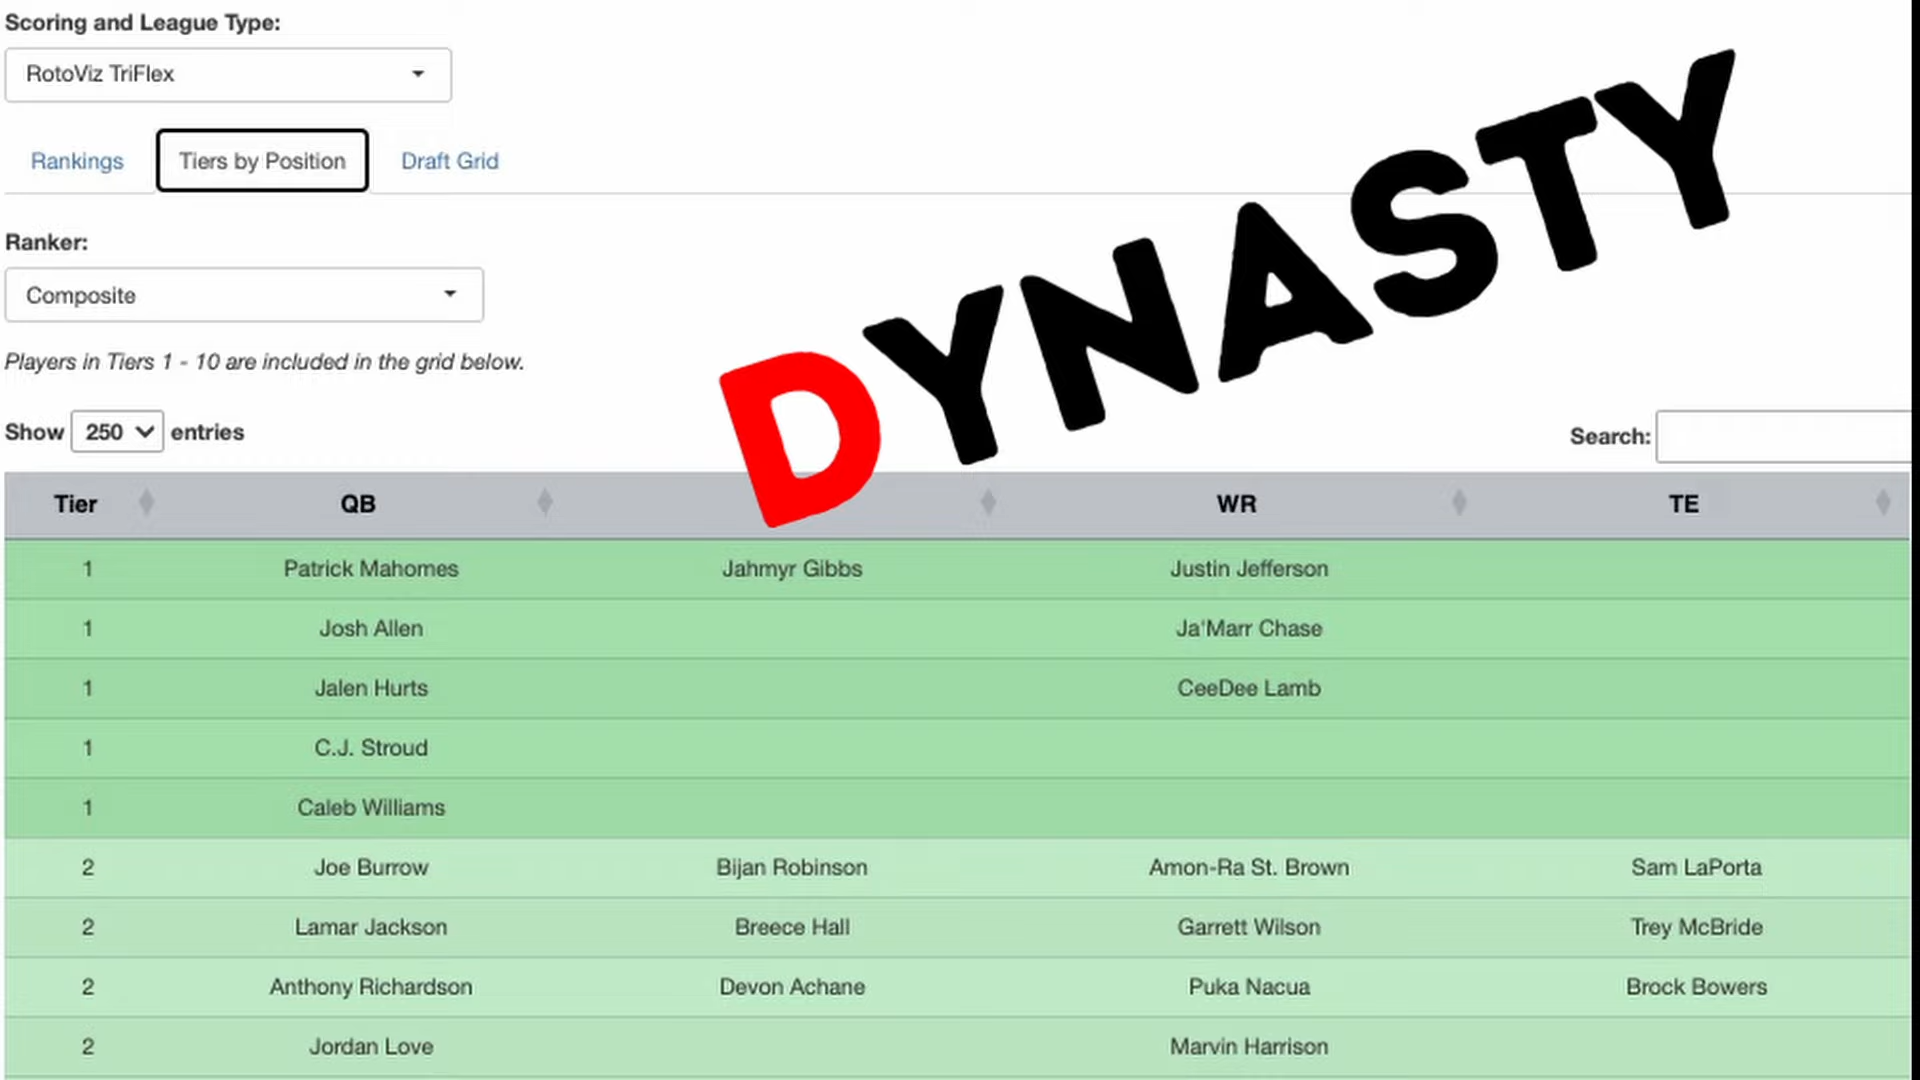 Scoring and League Type:
RotoViz TriFlex
DYNASTY
Rankings Tiers by Position Draft Grid
Ranker:
Composite
Players in Tiers 1 - 10 are included in the grid below.
Show 250 entries Search:
Tier QB WR TE
1 Patrick Mahomes Jahmyr Gibbs Justin Jefferson
1 Josh Allen Ja'Marr Chase
1 Jalen Hurts CeeDee Lamb
1 C.J. Stroud
1 Caleb Williams
2 Joe Burrow Bijan Robinson Amon-Ra St. Brown Sam LaPorta
2 Lamar Jackson Breece Hall Garrett Wilson Trey McBride
2 Anthony Richardson Devon Achane Puka Nacua Brock Bowers
2 Jordan Love Marvin Harrison